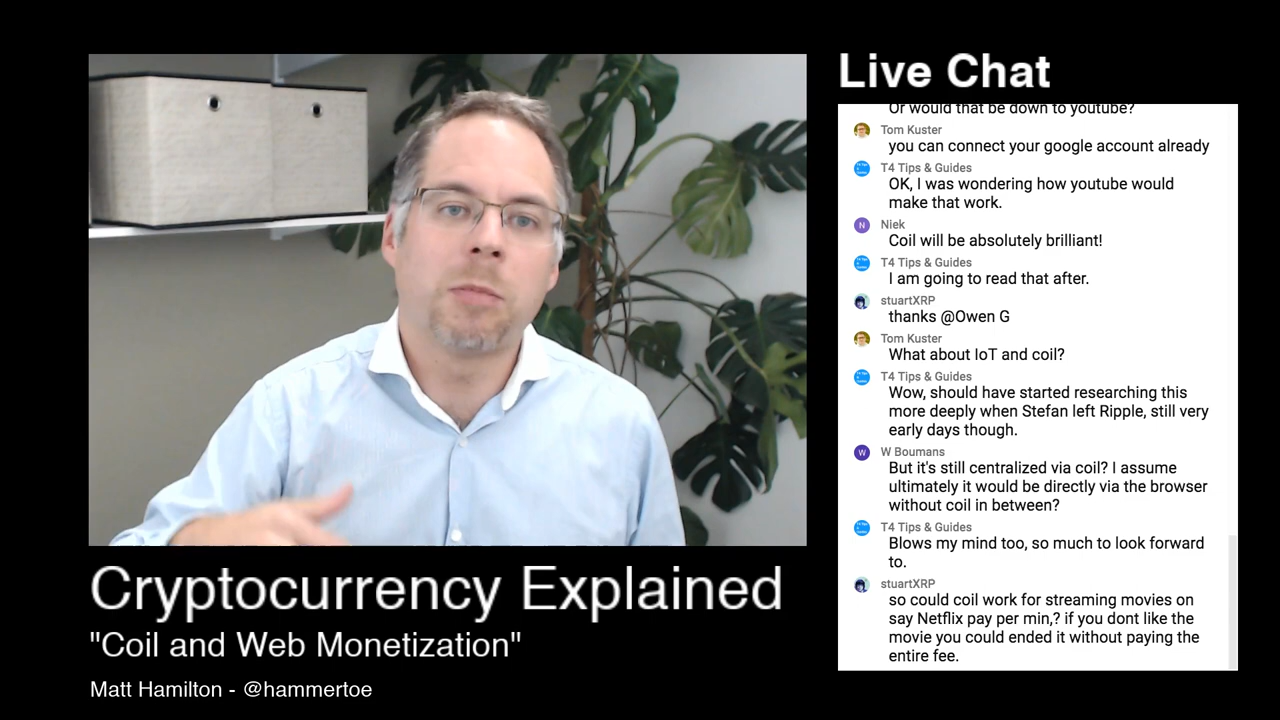 Live Chat
Or would that be down to youtube?
Tom Kuster
you can connect your google account already
T4 Tips & Guides
OK, I was wondering how youtube would
make that work.
N
Niek
Coil will be absolutely brilliant!
T4 Tips & Guides
I am going to read that after.
stuartXRP
thanks @Owen G
Tom Kuster
What about IoT and coil?
T4 Tips & Guides
Wow, should have started researching this
more deeply when Stefan left Ripple, still very
early days though.
W
W Boumans
But it's still centralized via coil? I assume
ultimately it would be directly via the browser
without coil in between?
T4 Tips & Guides
Blows my mind too, so much to look forward
to.
stuartXRP
so could coil work for streaming movies on
say Netflix pay per min,? if you dont like the
movie you could ended it without paying the
entire fee.
Cryptocurrency Explained
"Coil and Web Monetization"
Matt Hamilton - @hammertoe